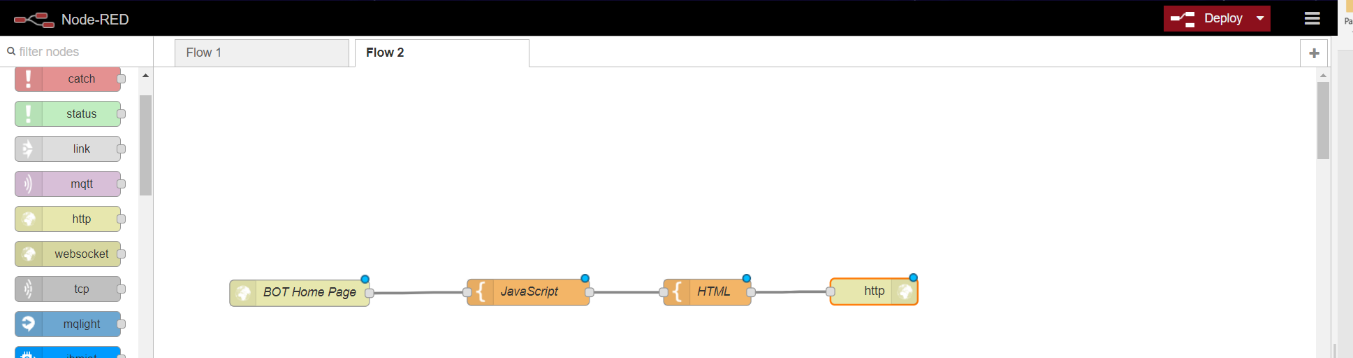 Node-RED
Deploy
Pa
filter nodes
Flow 1
Flow 2
+
catch
status
link
mqtt
http
websocket
tcp
mqlight
BOT Home Page
JavaScript
HTML
http